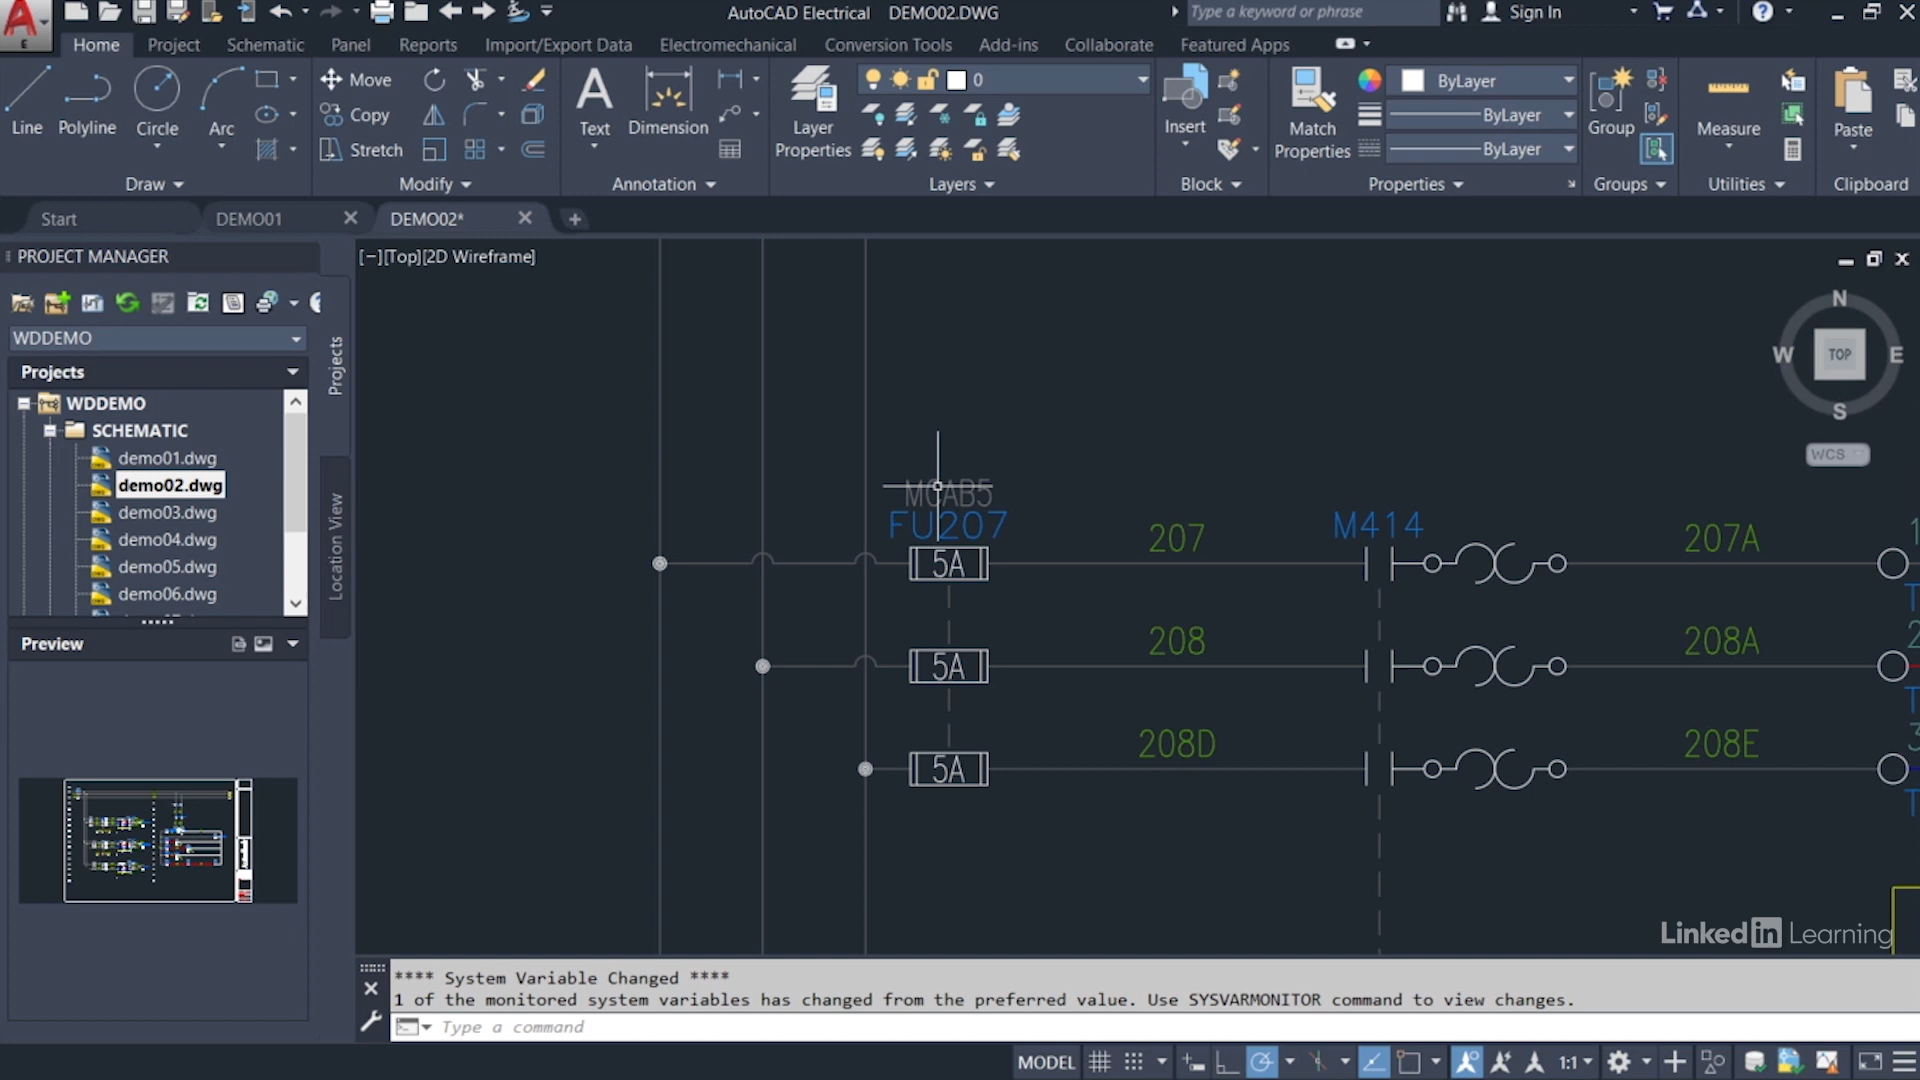 AutoCAD Electrical DEMO02.DWG
Type a keyword or phrase
Sign In
E
Home Project Schematic Panel Reports Import/Export Data Electromechanical Conversion Tools Add-ins Collaborate Featured Apps
Line
Polyline
Circle
Arc
Draw
Move
Copy
Stretch
Modify
Text
Dimension
Annotation
Layer
Properties
0
Layers
Insert
Block
Match
Properties
ByLayer
ByLayer
ByLayer
Properties
Group
Groups
Measure
Utilities
Paste
Clipboard
Start
DEMO01
DEMO02*
PROJECT MANAGER
WDDEMO
Projects
WDDEMO
SCHEMATIC
demo01.dwg
demo02.dwg
demo03.dwg
demo04.dwg
demo05.dwg
demo06.dwg
Projects
Location View
Preview
[−][Top][2D Wireframe]
N
W
TOP
E
S
WCS
MCAB5
FU207
5A
207
M414
207A
1
T
5A
208
208A
2
T
5A
208D
208E
3
T
LinkedIn Learning
**** System Variable Changed ****
1 of the monitored system variables has changed from the preferred value. Use SYSVARMONITOR command to view changes.
Type a command
MODEL
1:1